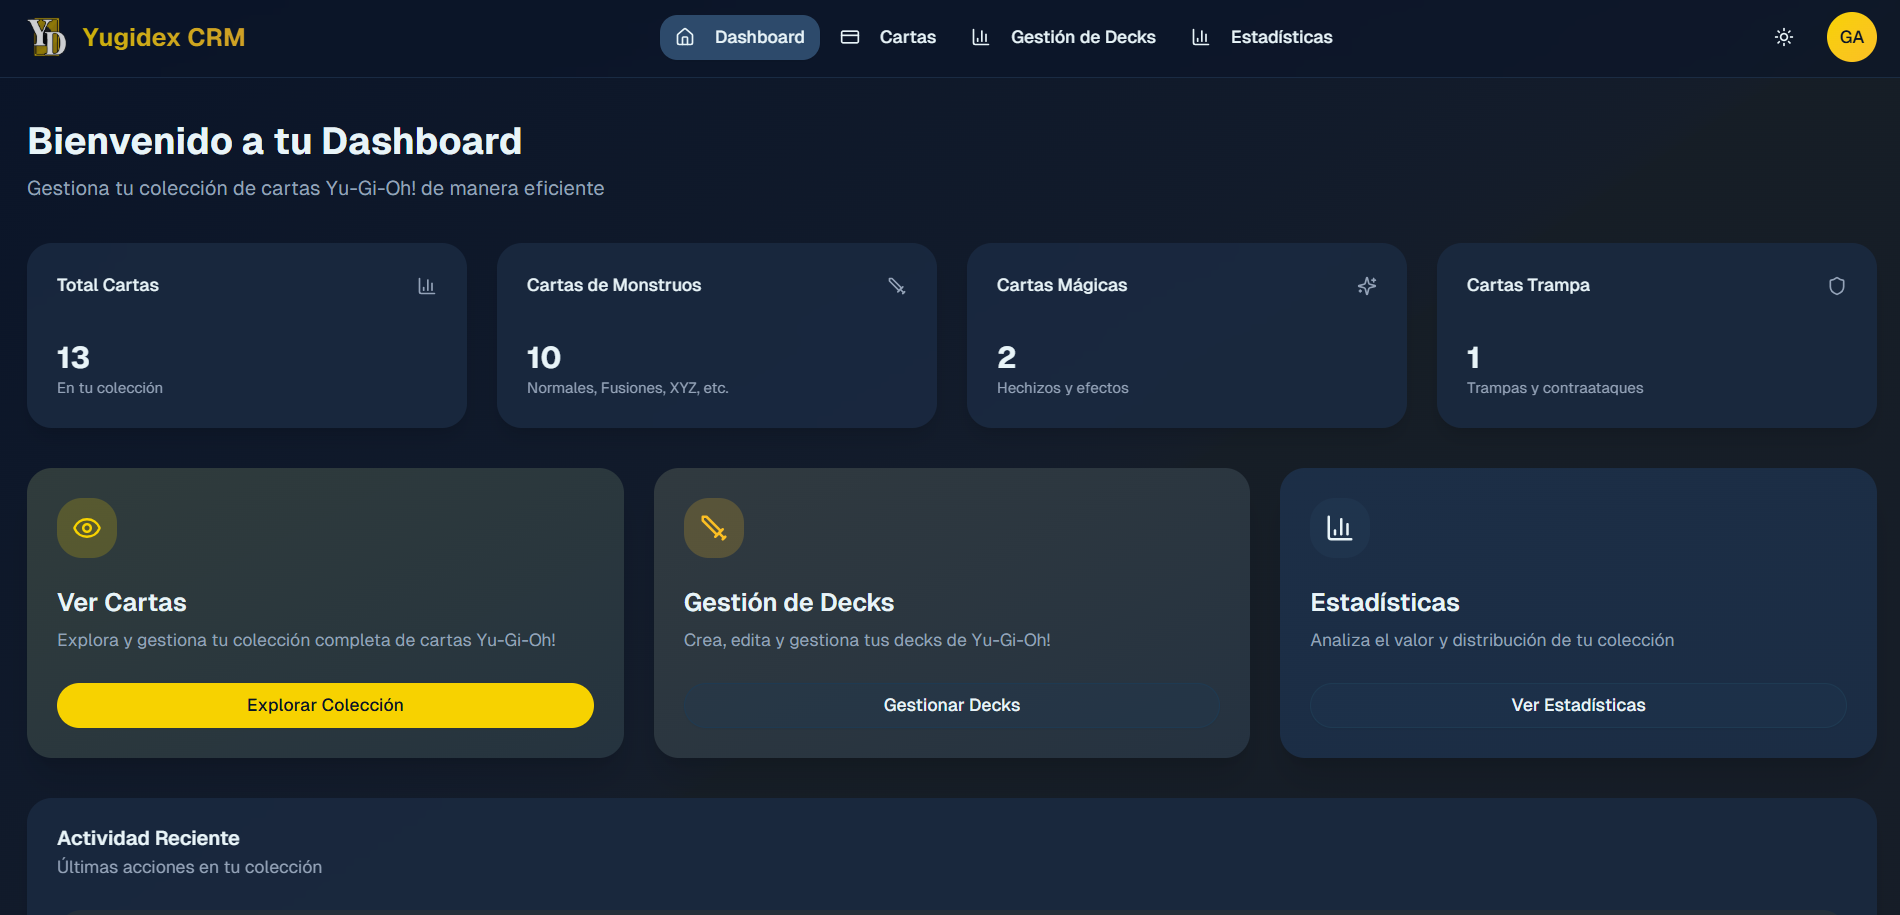 YD Yugidex CRM
Dashboard
Cartas
Gestión de Decks
Estadísticas
GA
Bienvenido a tu Dashboard
Gestiona tu colección de cartas Yu-Gi-Oh! de manera eficiente
Total Cartas
13
En tu colección
Cartas de Monstruos
10
Normales, Fusiones, XYZ, etc.
Cartas Mágicas
2
Hechizos y efectos
Cartas Trampa
1
Trampas y contraataques
Ver Cartas
Explora y gestiona tu colección completa de cartas Yu-Gi-Oh!
Explorar Colección
Gestión de Decks
Crea, edita y gestiona tus decks de Yu-Gi-Oh!
Gestionar Decks
Estadísticas
Analiza el valor y distribución de tu colección
Ver Estadísticas
Actividad Reciente
Últimas acciones en tu colección